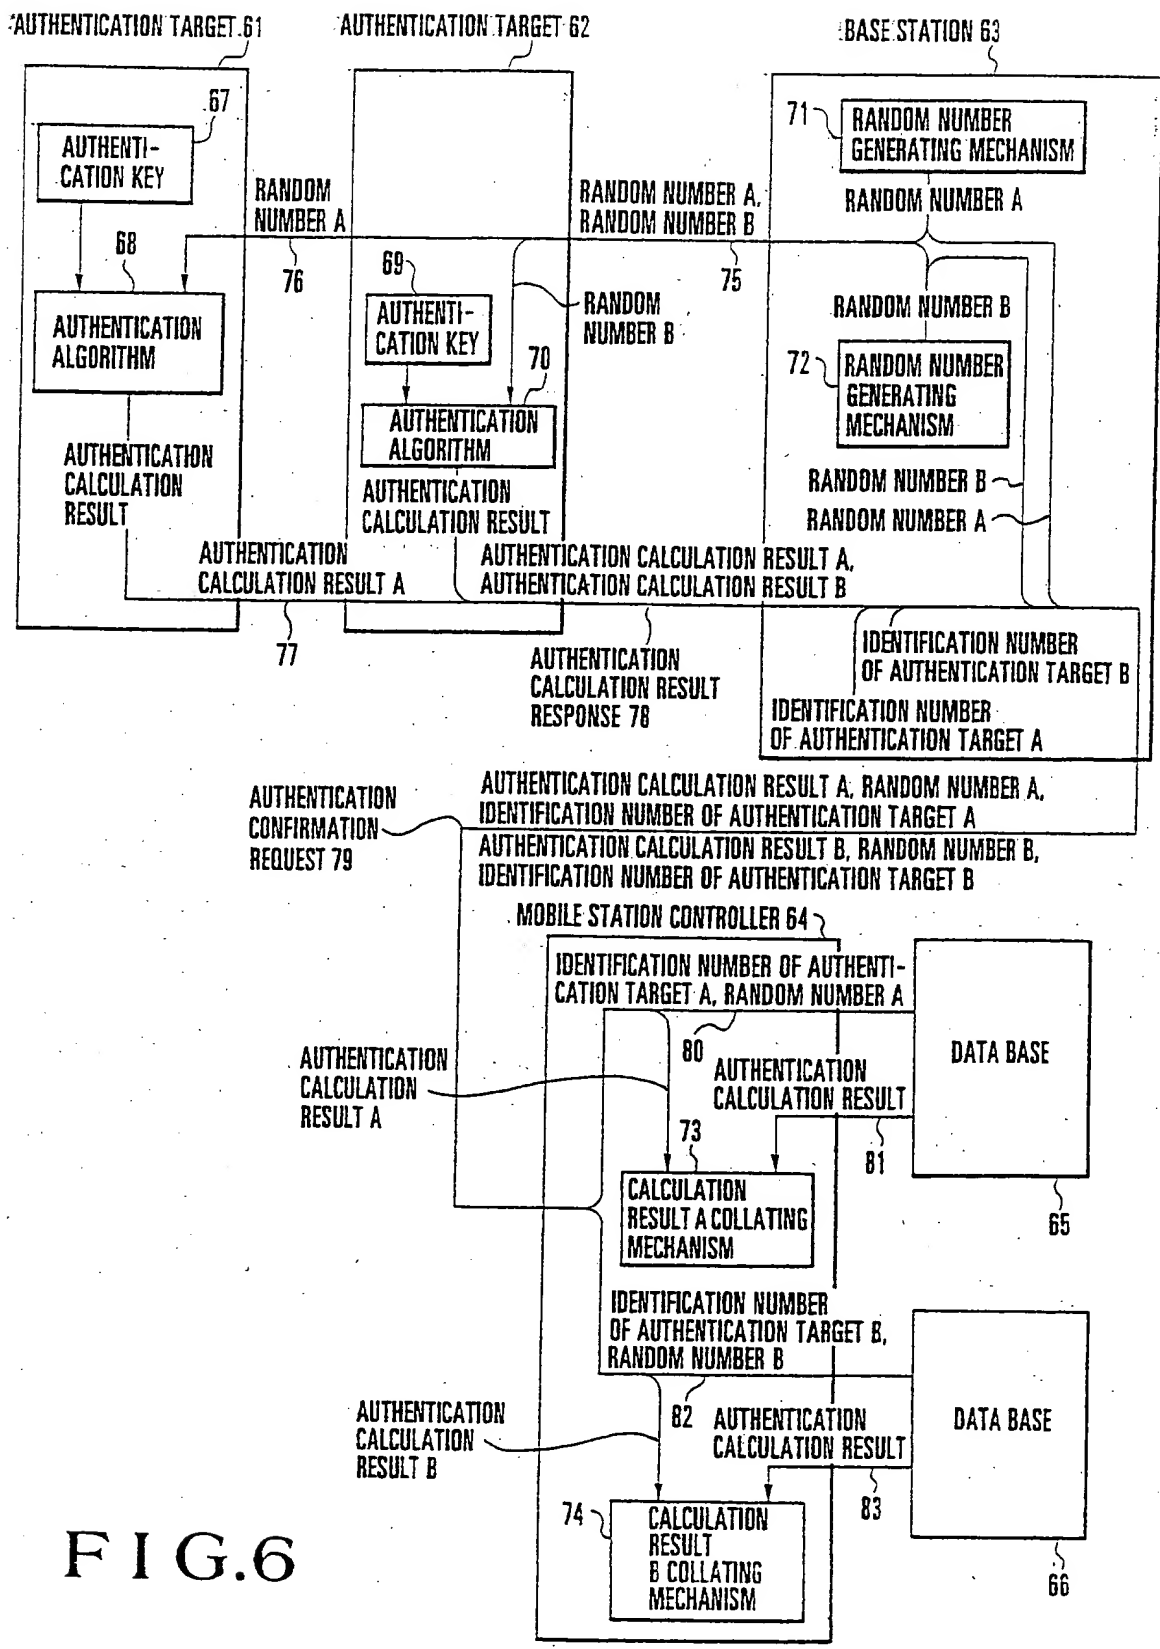 AUTHENTICATION TARGET 61
AUTHENTICATION TARGET 62
BASE STATION 63
67
AUTHENTI-
CATION KEY
71
RANDOM NUMBER
GENERATING MECHANISM
RANDOM
NUMBER A
76
RANDOM NUMBER A,
RANDOM NUMBER B
75
RANDOM NUMBER A
68
AUTHENTICATION
ALGORITHM
69
AUTHENTI-
CATION KEY
RANDOM
NUMBER B
70
AUTHENTICATION
ALGORITHM
RANDOM NUMBER B
72
RANDOM NUMBER
GENERATING
MECHANISM
AUTHENTICATION
CALCULATION
RESULT
AUTHENTICATION
CALCULATION RESULT
RANDOM NUMBER B
RANDOM NUMBER A
AUTHENTICATION
CALCULATION RESULT A
77
AUTHENTICATION CALCULATION RESULT A,
AUTHENTICATION CALCULATION RESULT B
AUTHENTICATION
CALCULATION RESULT
RESPONSE 78
IDENTIFICATION NUMBER
OF AUTHENTICATION TARGET B
IDENTIFICATION NUMBER
OF AUTHENTICATION TARGET A
AUTHENTICATION
CONFIRMATION
REQUEST 79
AUTHENTICATION CALCULATION RESULT A, RANDOM NUMBER A,
IDENTIFICATION NUMBER OF AUTHENTICATION TARGET A
AUTHENTICATION CALCULATION RESULT B, RANDOM NUMBER B,
IDENTIFICATION NUMBER OF AUTHENTICATION TARGET B
MOBILE STATION CONTROLLER 64
IDENTIFICATION NUMBER OF AUTHENTI-
CATION TARGET A, RANDOM NUMBER A
80
DATA BASE
65
AUTHENTICATION
CALCULATION
RESULT A
AUTHENTICATION
CALCULATION RESULT
81
73
CALCULATION
RESULT A COLLATING
MECHANISM
IDENTIFICATION NUMBER
OF AUTHENTICATION TARGET B,
RANDOM NUMBER B
82
DATA BASE
66
AUTHENTICATION
CALCULATION
RESULT B
AUTHENTICATION
CALCULATION RESULT
83
74
CALCULATION
RESULT
B COLLATING
MECHANISM
FIG.6